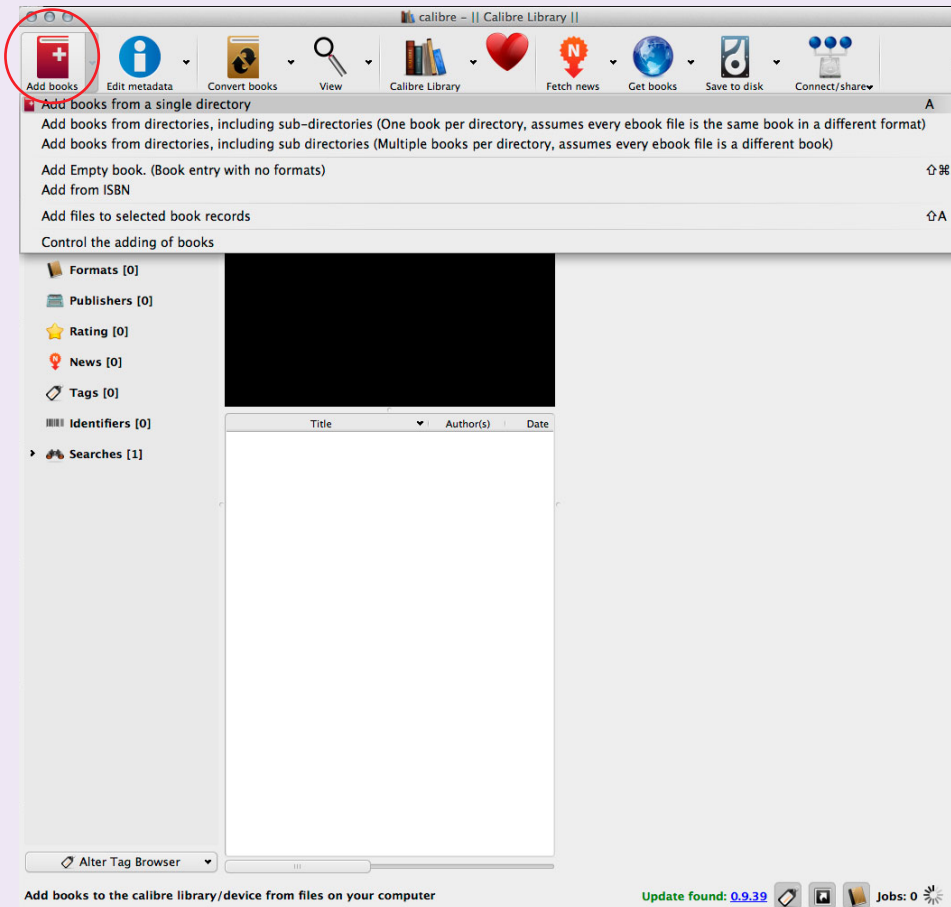 calibre - || Calibre Library ||
Add books Edit metadata Convert books View Calibre Library Fetch news Get books Save to disk Connect/share
Add books from a single directory A
Add books from directories, including sub-directories (One book per directory, assumes every ebook file is the same book in a different format)
Add books from directories, including sub directories (Multiple books per directory, assumes every ebook file is a different book)
Add Empty book. (Book entry with no formats) ⇧⌘
Add from ISBN
Add files to selected book records ⇧A
Control the adding of books
Formats [0]
Publishers [0]
Rating [0]
News [0]
Tags [0]
Identifiers [0]
Searches [1]
Title Author(s) Date
Alter Tag Browser
Add books to the calibre library/device from files on your computer Update found: 0.9.39 Jobs: 0